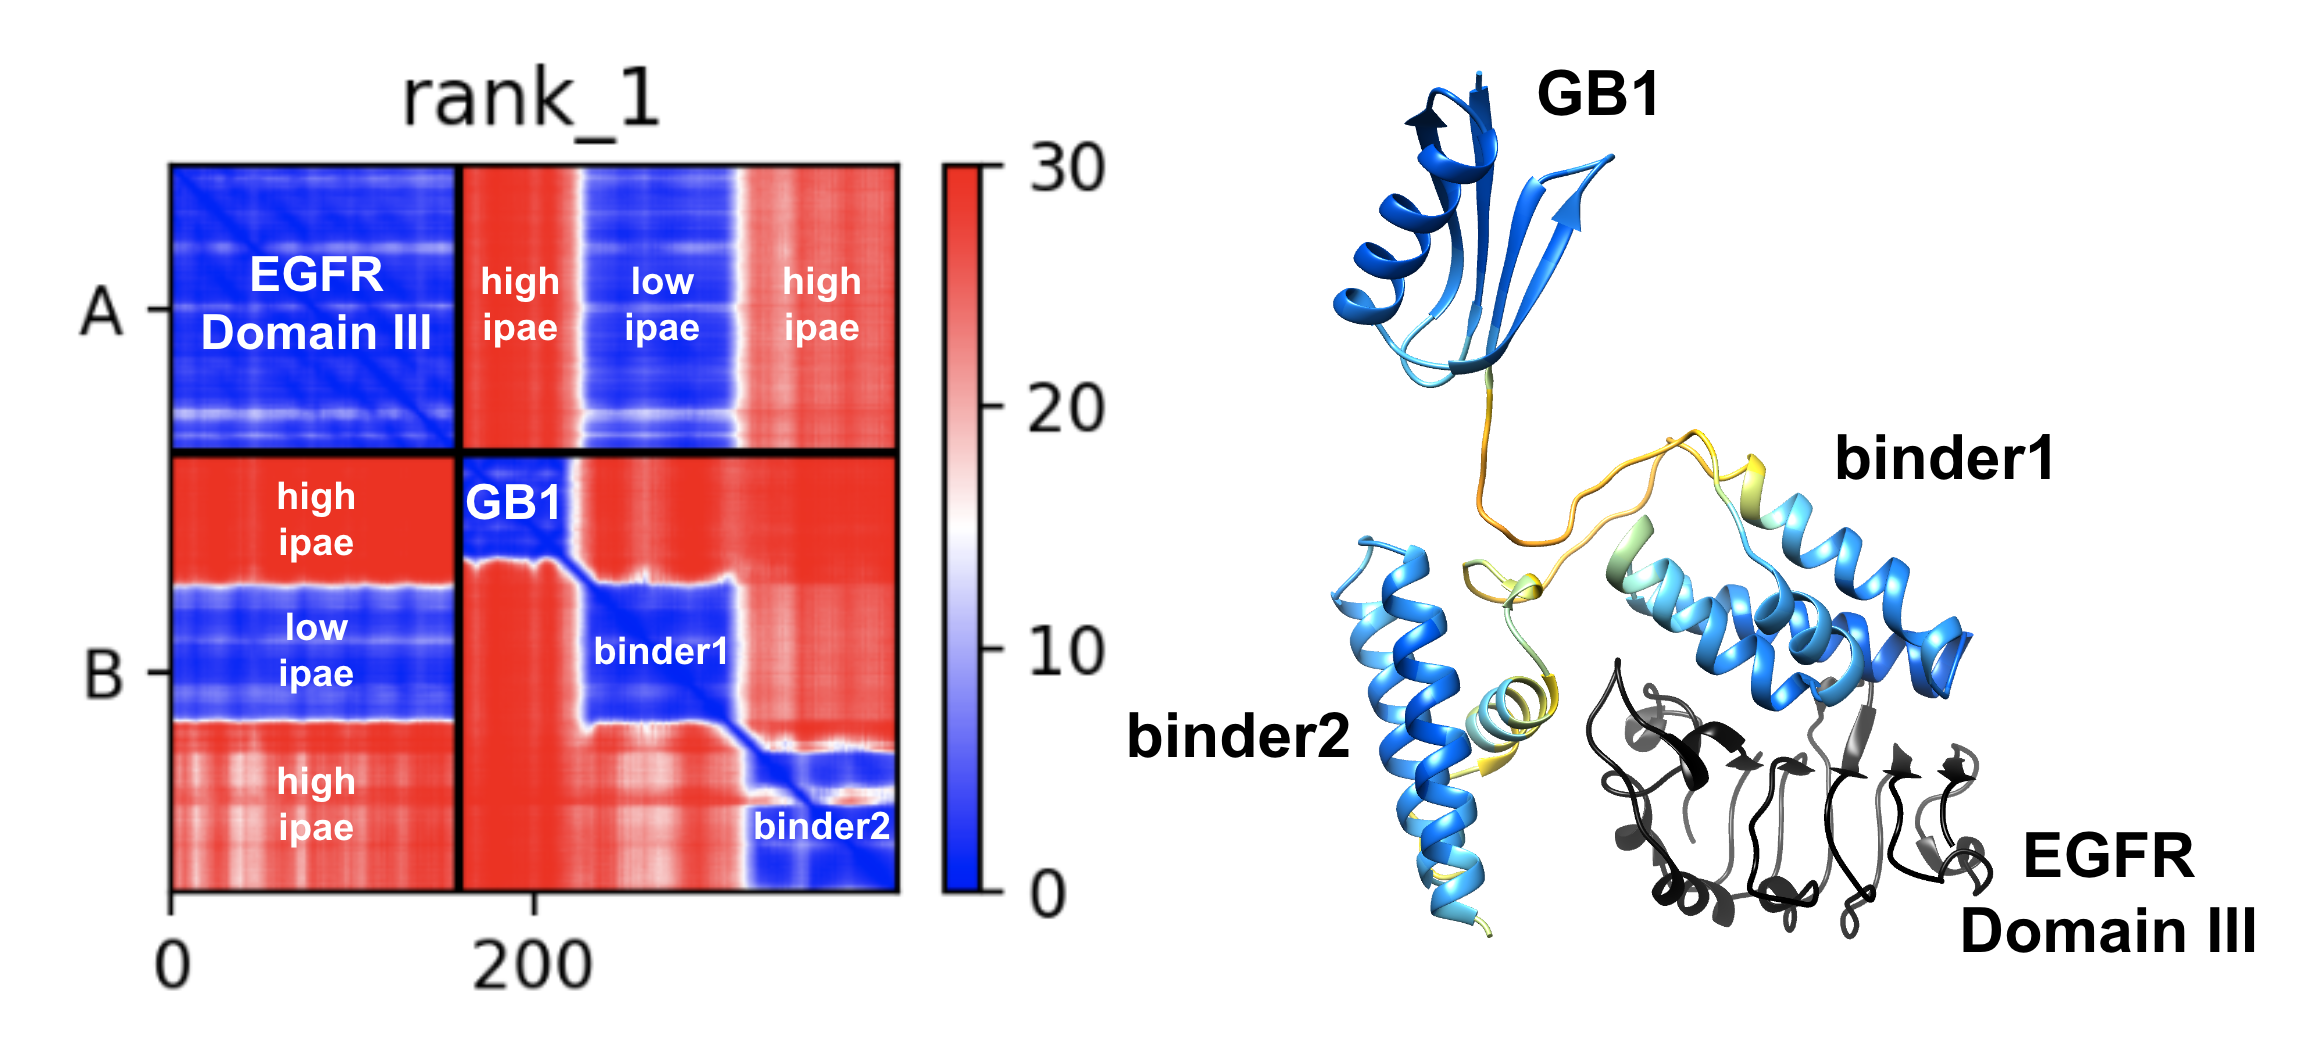 rank_1
A
B
EGFR
Domain III
high
ipae
low
ipae
high
ipae
high
ipae
low
ipae
high
ipae
GB1
binder1
binder2
0
200
30
20
10
0
GB1
binder1
binder2
EGFR
Domain III